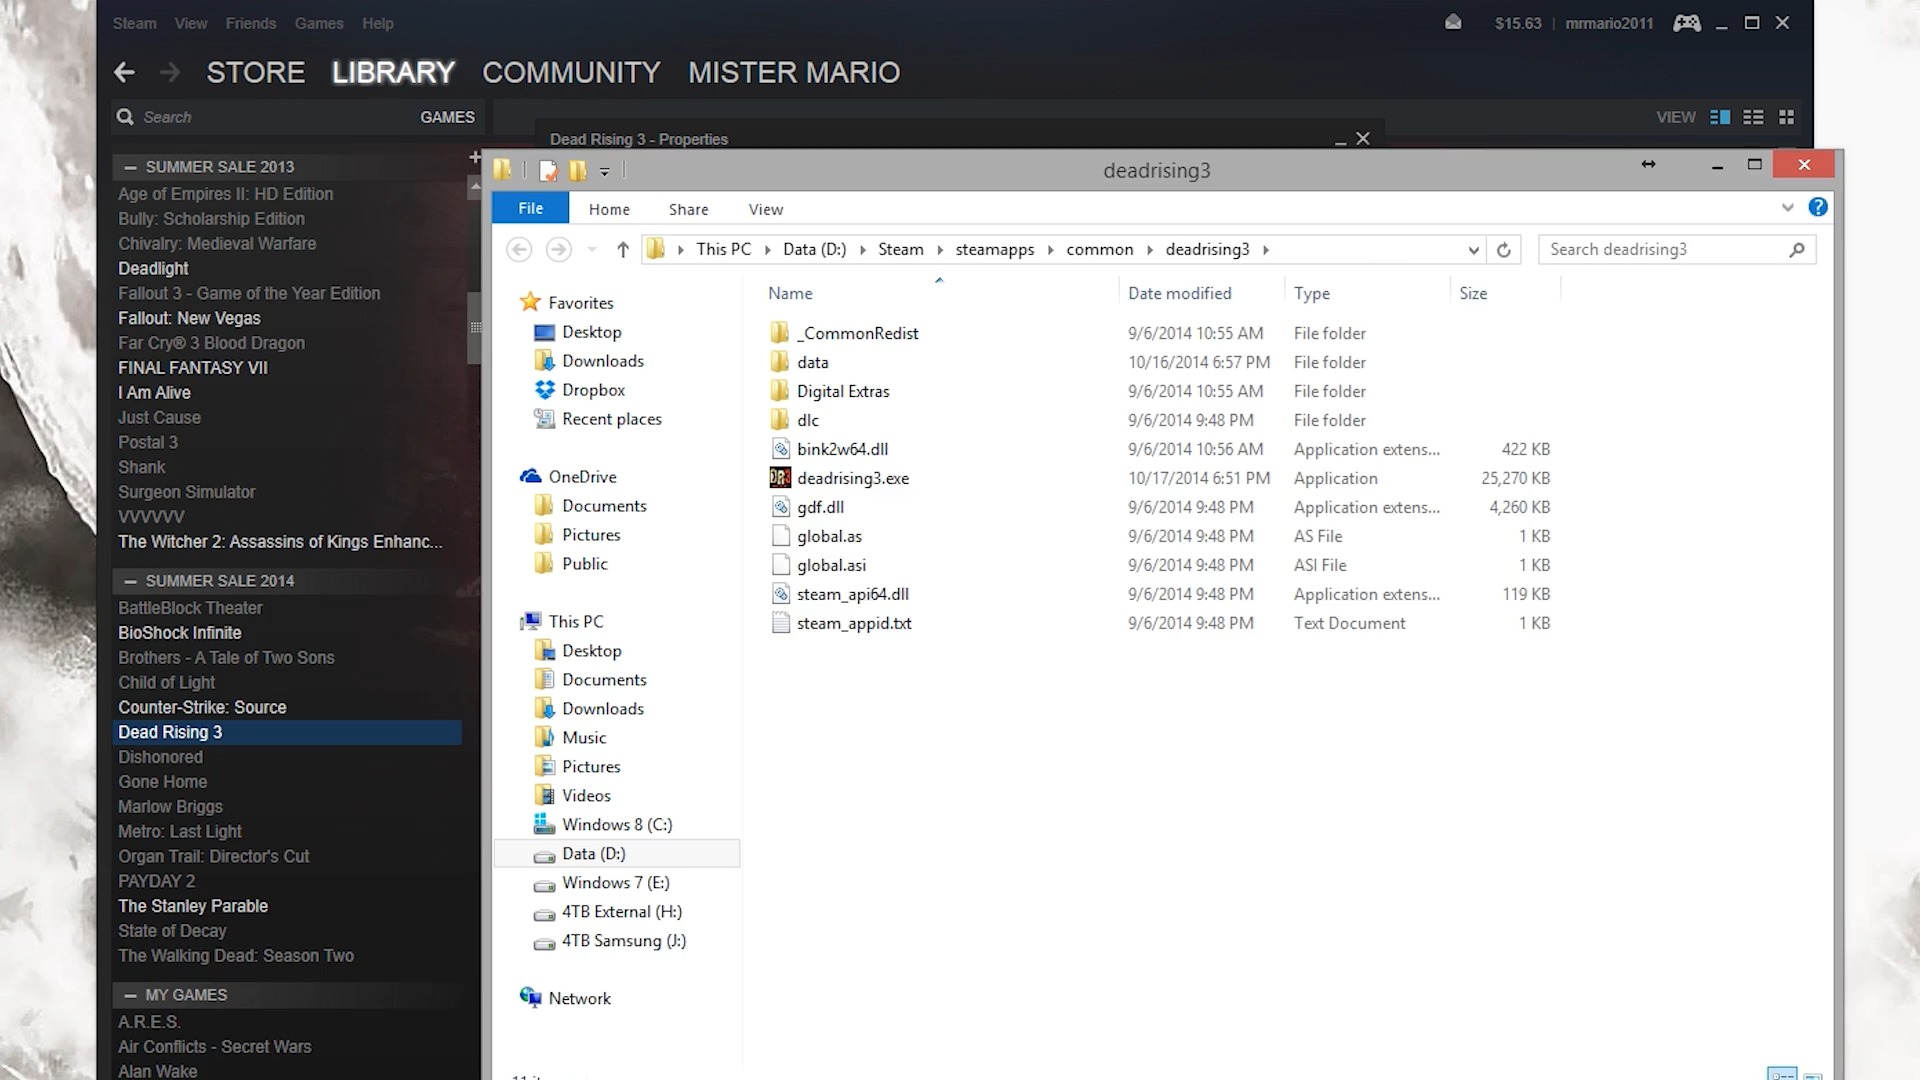 Steam View Friends Games Help
$15.63 | mrmario2011
STORE LIBRARY COMMUNITY MISTER MARIO
Search GAMES
VIEW
Dead Rising 3 - Properties
SUMMER SALE 2013
Age of Empires II: HD Edition
Bully: Scholarship Edition
Chivalry: Medieval Warfare
Deadlight
Fallout 3 - Game of the Year Edition
Fallout: New Vegas
Far Cry® 3 Blood Dragon
FINAL FANTASY VII
I Am Alive
Just Cause
Postal 3
Shank
Surgeon Simulator
VVVVVV
The Witcher 2: Assassins of Kings Enhanc...
SUMMER SALE 2014
BattleBlock Theater
BioShock Infinite
Brothers - A Tale of Two Sons
Child of Light
Counter-Strike: Source
Dead Rising 3
Dishonored
Gone Home
Marlow Briggs
Metro: Last Light
Organ Trail: Director's Cut
PAYDAY 2
The Stanley Parable
State of Decay
The Walking Dead: Season Two
MY GAMES
A.R.E.S.
Air Conflicts - Secret Wars
Alan Wake
deadrising3
File Home Share View
This PC Data (D:) Steam steamapps common deadrising3
Search deadrising3
Favorites
Desktop
Downloads
Dropbox
Recent places
OneDrive
Documents
Pictures
Public
This PC
Desktop
Documents
Downloads
Music
Pictures
Videos
Windows 8 (C:)
Data (D:)
Windows 7 (E:)
4TB External (H:)
4TB Samsung (J:)
Network
Name Date modified Type Size
_CommonRedist 9/6/2014 10:55 AM File folder
data 10/16/2014 6:57 PM File folder
Digital Extras 9/6/2014 10:55 AM File folder
dlc 9/6/2014 9:48 PM File folder
bink2w64.dll 9/6/2014 10:56 AM Application extens... 422 KB
deadrising3.exe 10/17/2014 6:51 PM Application 25,270 KB
gdf.dll 9/6/2014 9:48 PM Application extens... 4,260 KB
global.as 9/6/2014 9:48 PM AS File 1 KB
global.asi 9/6/2014 9:48 PM ASI File 1 KB
steam_api64.dll 9/6/2014 9:48 PM Application extens... 119 KB
steam_appid.txt 9/6/2014 9:48 PM Text Document 1 KB